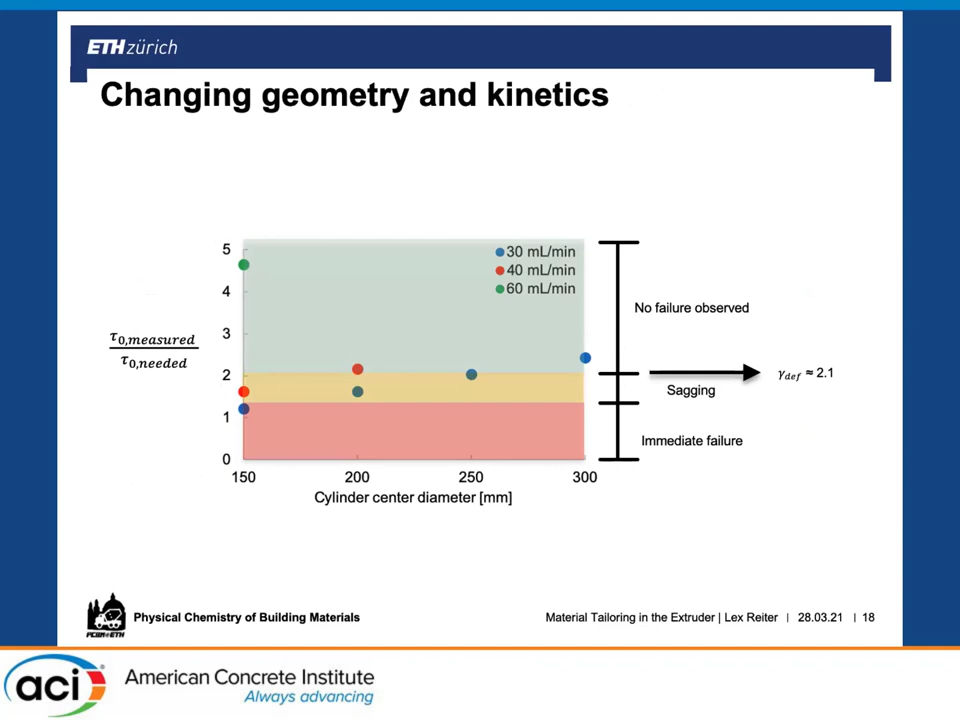 ETH zürich
Changing geometry and kinetics
5
4
3
2
1
0
150
200
250
300
τ0,measured
τ0,needed
Cylinder center diameter [mm]
30 mL/min
40 mL/min
60 mL/min
No failure observed
Sagging
Immediate failure
γdef ≈ 2.1
PCBM@ETH
Physical Chemistry of Building Materials
Material Tailoring in the Extruder | Lex Reiter | 28.03.21 | 18
aci
American Concrete Institute
Always advancing